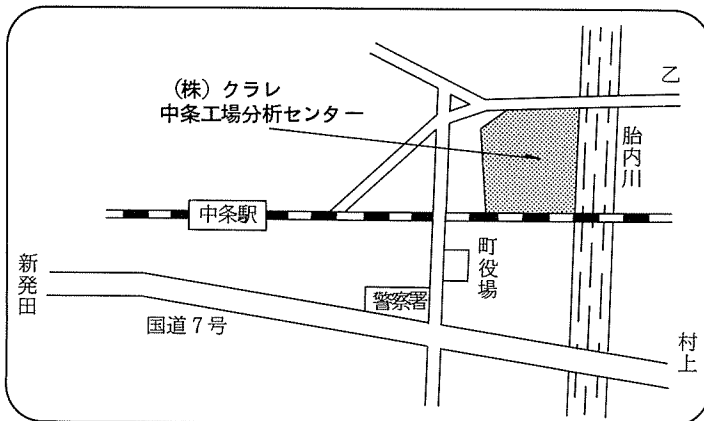 (株) クラレ
中条工場分析センター
乙
胎内川
中条駅
町役場
新発田
警察署
国道7号
村上